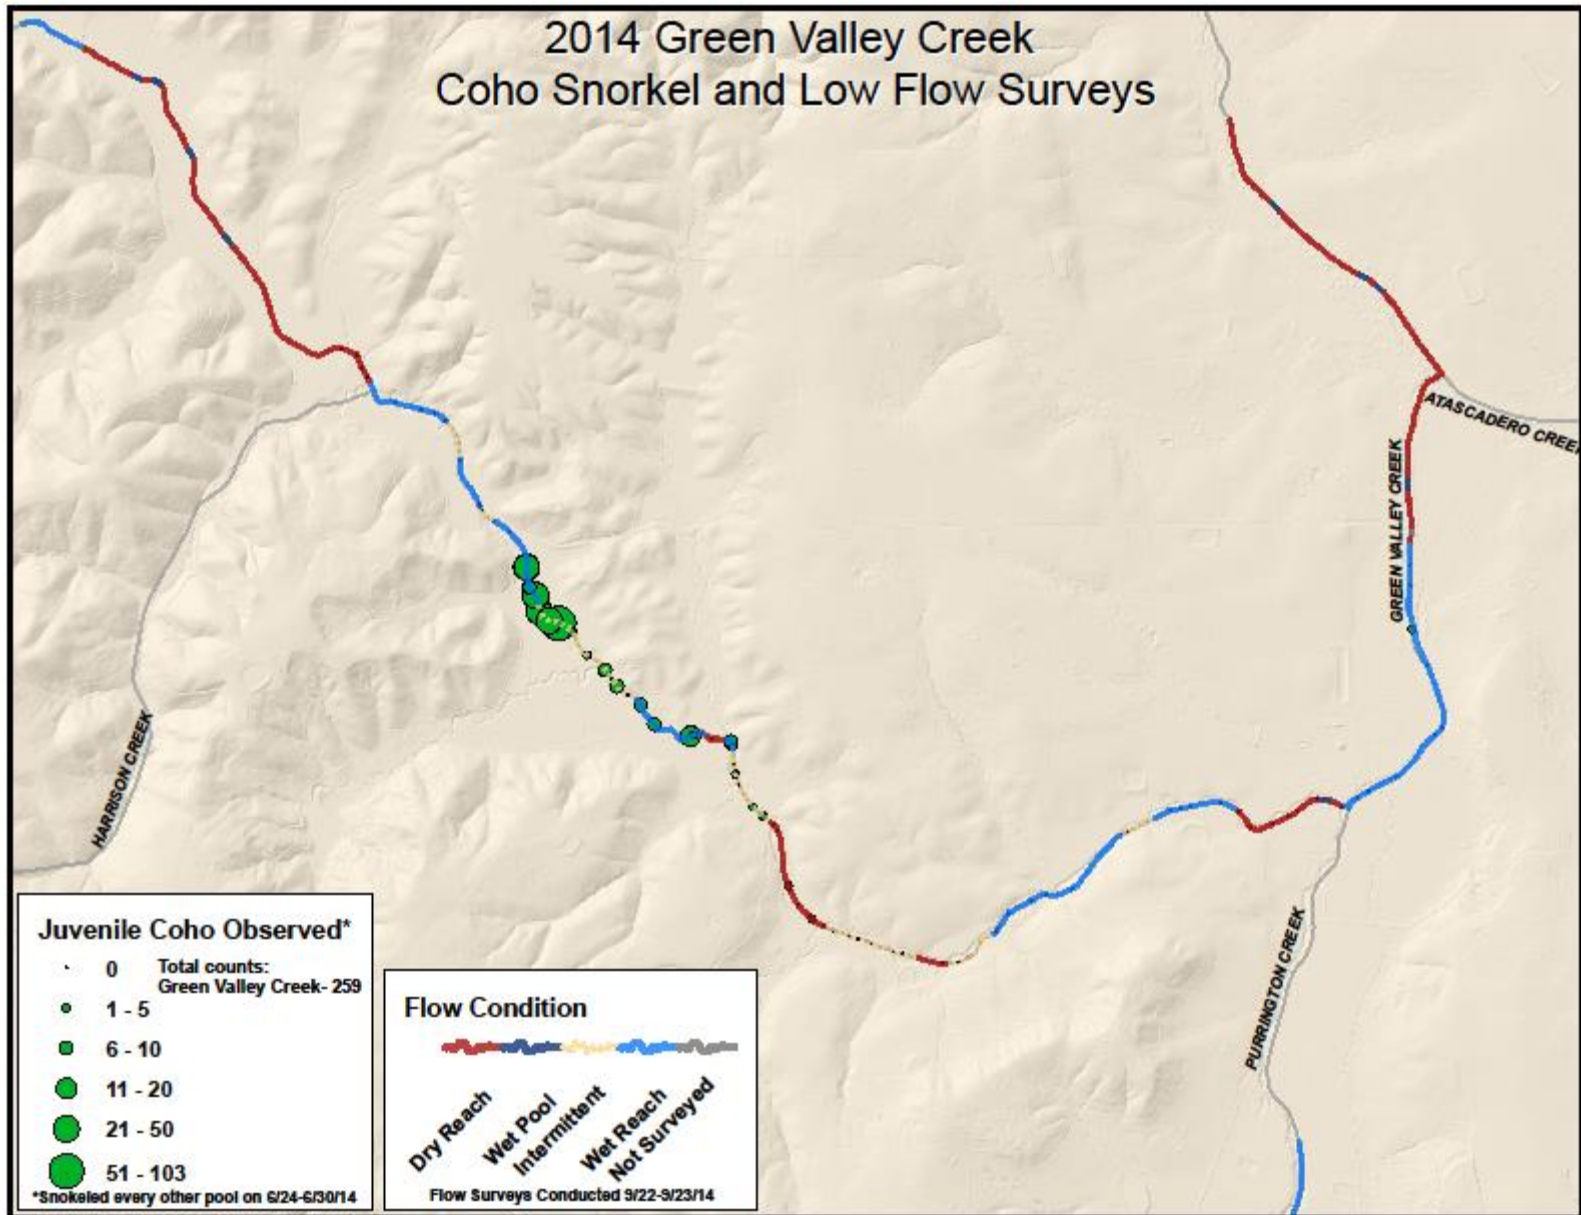 2014 Green Valley Creek
Coho Snorkel and Low Flow Surveys
ATASCADERO CREEK
GREEN VALLEY CREEK
HARRISON CREEK
PURRINGTON CREEK
Juvenile Coho Observed*
0 Total counts:
Green Valley Creek- 259
1 - 5
6 - 10
11 - 20
21 - 50
51 - 103
*Snokeled every other pool on 6/24-6/30/14
Flow Condition
Dry Reach
Wet Pool
Intermittent
Wet Reach
Not Surveyed
Flow Surveys Conducted 9/22-9/23/14